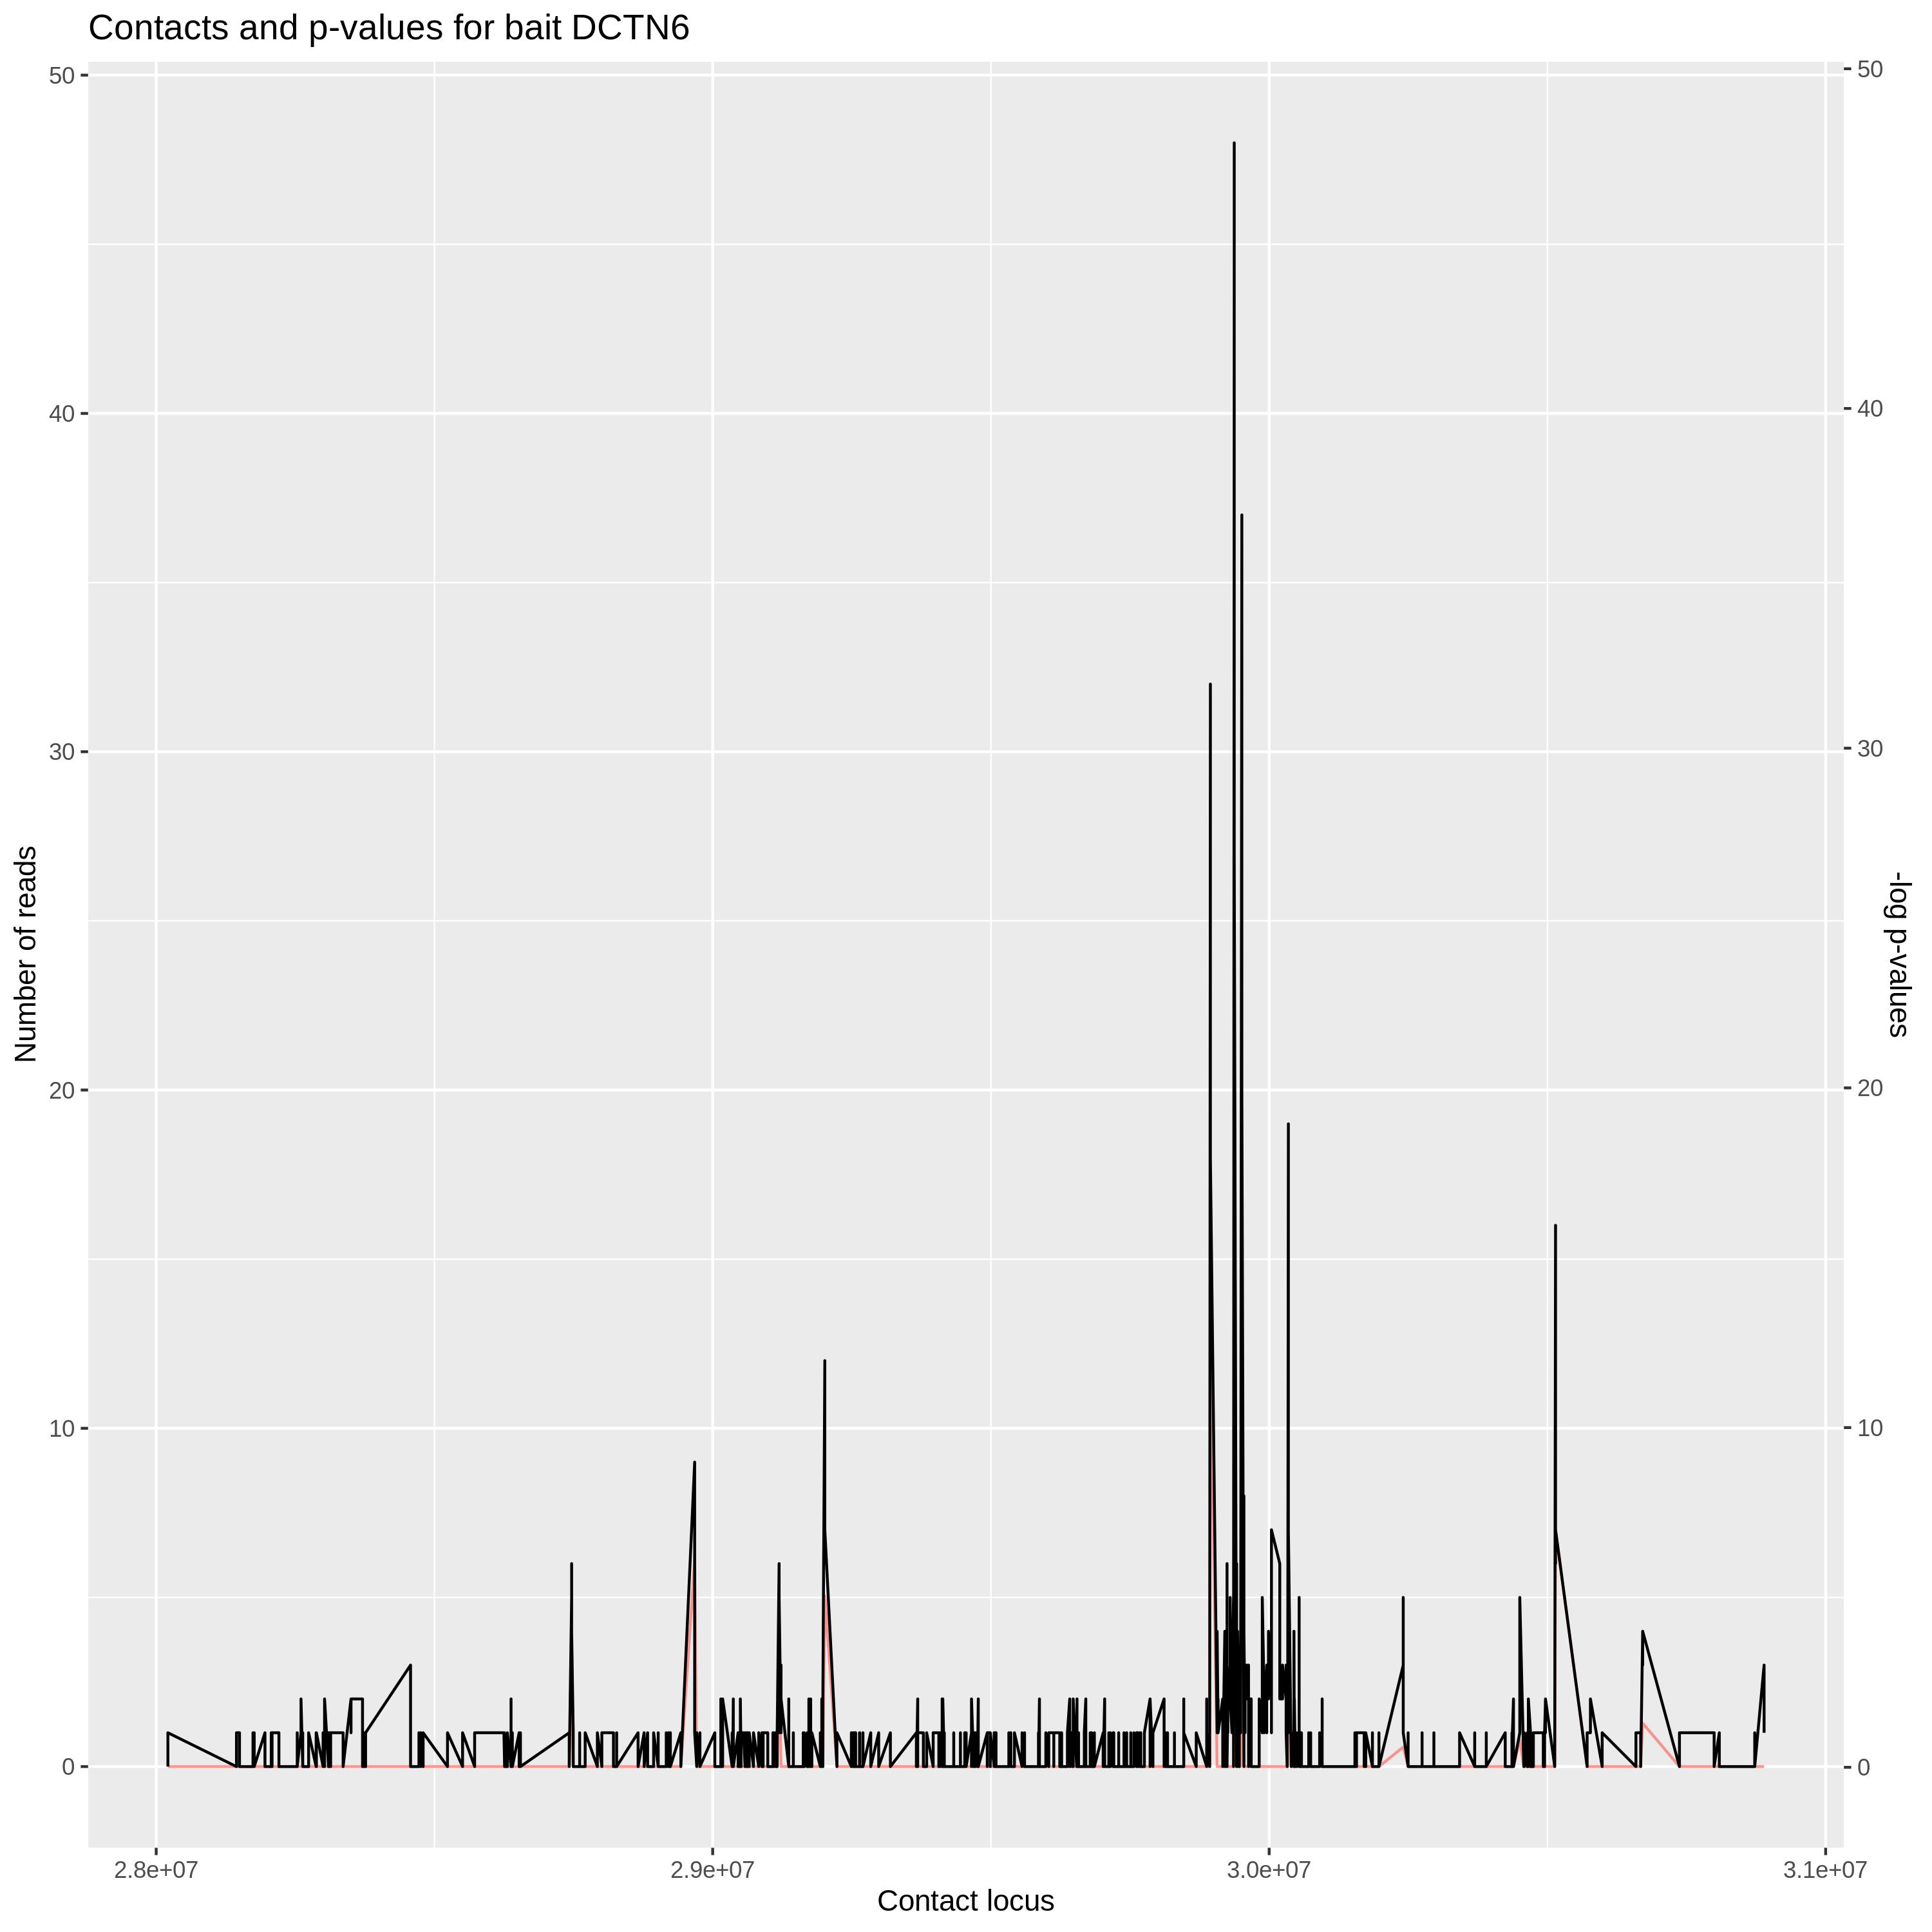 Contacts and p-values for bait DCTN6
50
40
30
20
10
0
50
40
30
20
10
0
Number of reads
-log p-values
2.8e+07
2.9e+07
3.0e+07
3.1e+07
Contact locus